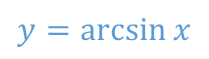 y = arcsin x